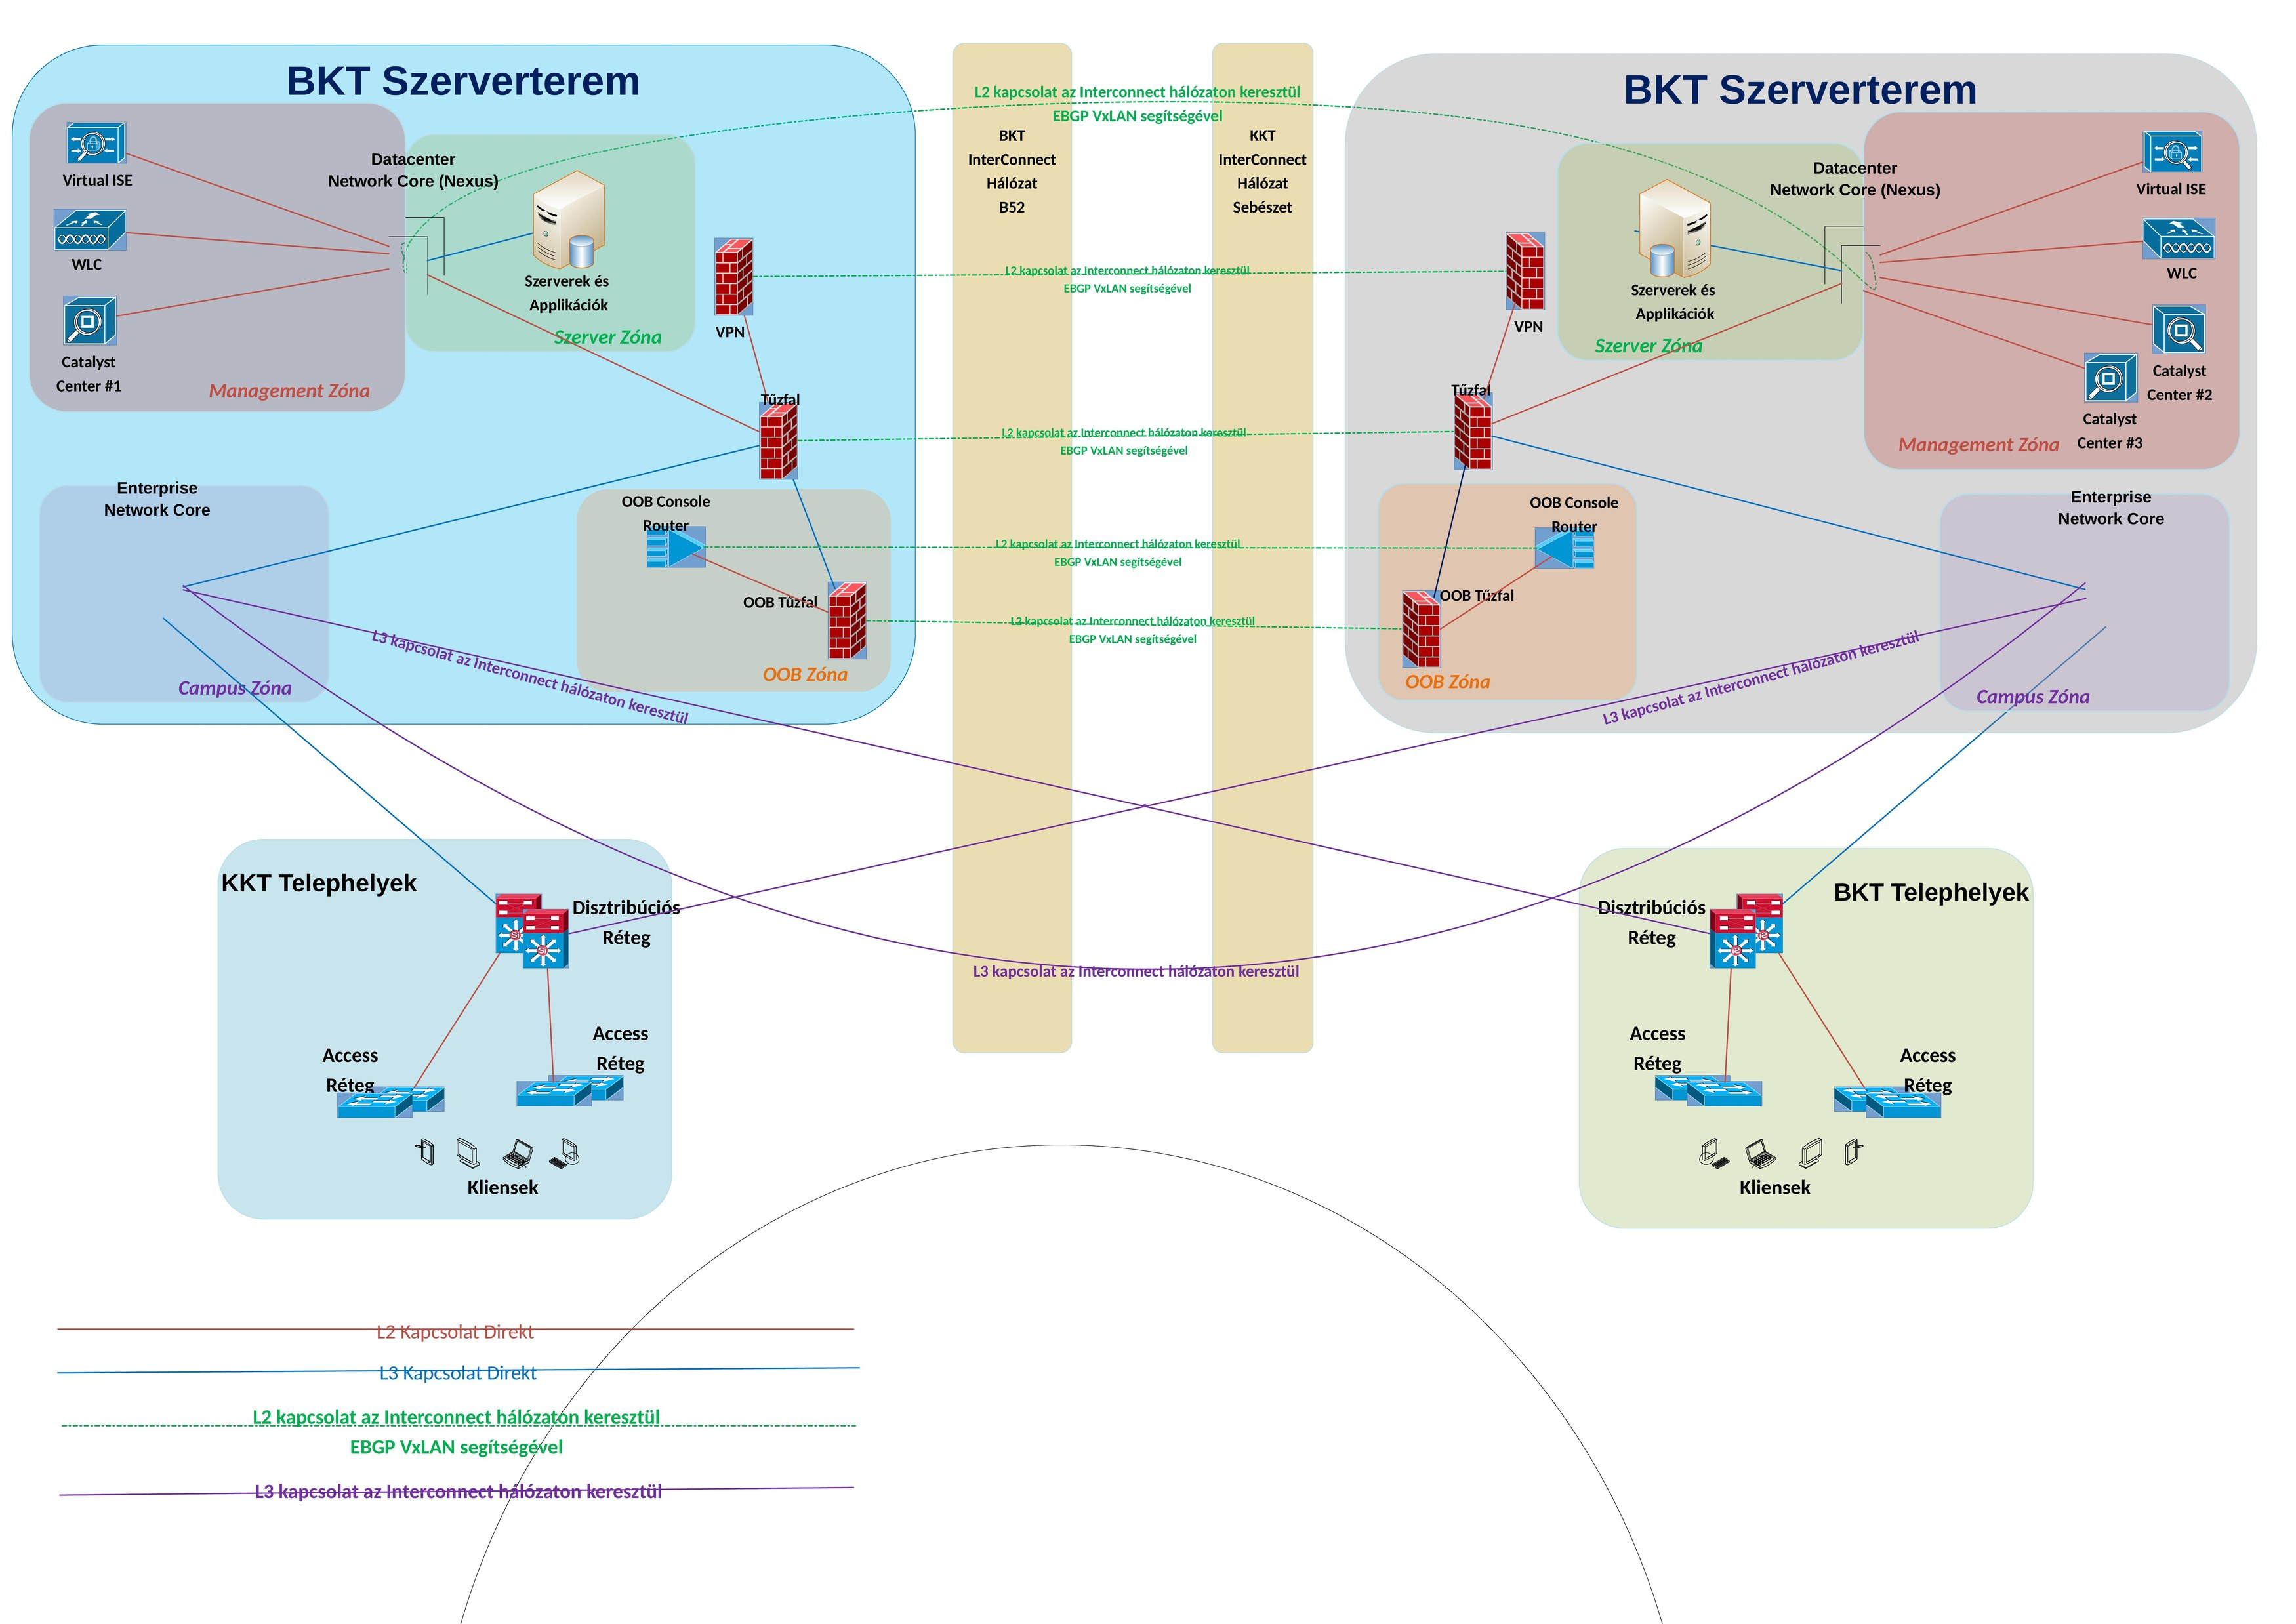 BKT Szerverterem
Virtual ISE
WLC
Catalyst
Center #1
Management Zóna
Datacenter
Network Core (Nexus)
Szerverek és
Applikációk
Szerver Zóna
VPN
Tűzfal
Enterprise
Network Core
Campus Zóna
OOB Console
Router
OOB Tűzfal
OOB Zóna
L3 kapcsolat az Interconnect hálózaton keresztül
L2 kapcsolat az Interconnect hálózaton keresztül
EBGP VxLAN segítségével
BKT
InterConnect
Hálózat
B52
KKT
InterConnect
Hálózat
Sebészet
L2 kapcsolat az Interconnect hálózaton keresztül
EBGP VxLAN segítségével
L2 kapcsolat az Interconnect hálózaton keresztül
EBGP VxLAN segítségével
L2 kapcsolat az Interconnect hálózaton keresztül
EBGP VxLAN segítségével
L2 kapcsolat az Interconnect hálózaton keresztül
EBGP VxLAN segítségével
BKT Szerverterem
Datacenter
Network Core (Nexus)
Szerverek és
Applikációk
Szerver Zóna
VPN
Tűzfal
Virtual ISE
WLC
Catalyst
Center #2
Catalyst
Center #3
Management Zóna
OOB Console
Router
OOB Tűzfal
OOB Zóna
Enterprise
Network Core
Campus Zóna
L3 kapcsolat az Interconnect hálózaton keresztül
KKT Telephelyek
Disztribúciós
Réteg
Access
Réteg
Access
Réteg
Kliensek
L3 kapcsolat az Interconnect hálózaton keresztül
BKT Telephelyek
Disztribúciós
Réteg
Access
Réteg
Access
Réteg
Kliensek
L2 Kapcsolat Direkt
L3 Kapcsolat Direkt
L2 kapcsolat az Interconnect hálózaton keresztül
EBGP VxLAN segítségével
L3 kapcsolat az Interconnect hálózaton keresztül